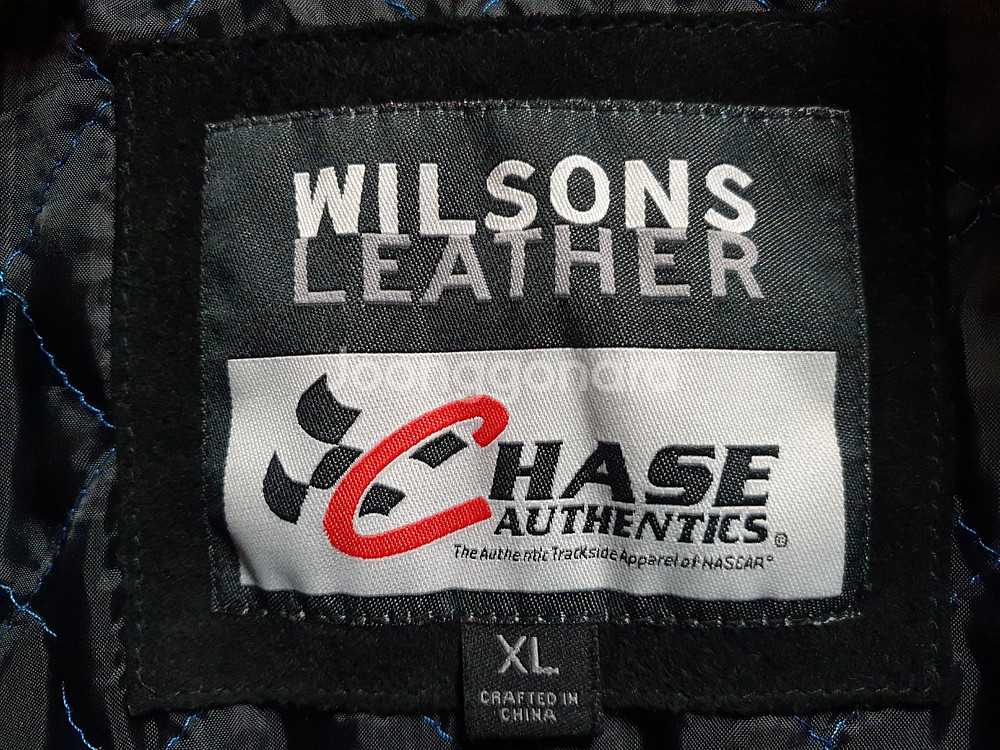 WILSONS
LEATHER
CHASE
AUTHENTICS®
The Authentic Trackside Apparel of NASCAR®
XL
CRAFTED IN
CHINA